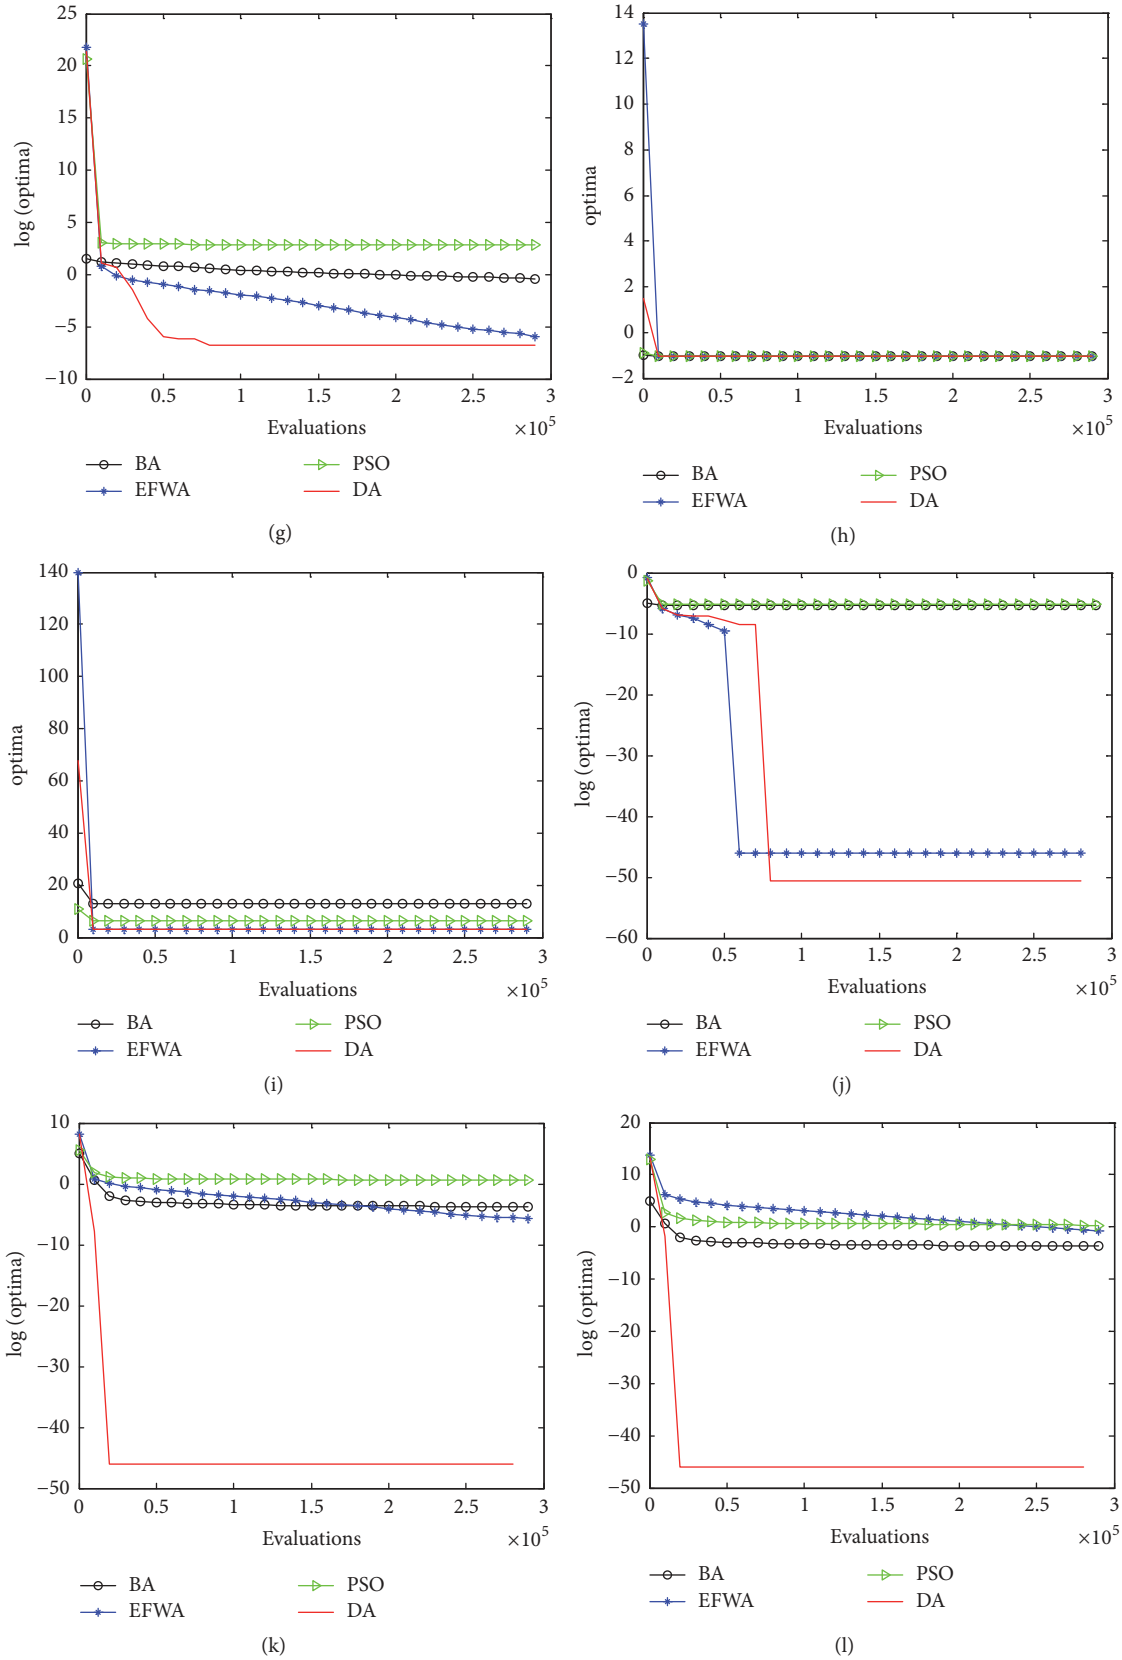 25
20
15
10
5
0
−5
−10
log (optima)
0
0.5
1
1.5
2
2.5
3
Evaluations
×10^5
BA
PSO
EFWA
DA
(g)
14
12
10
8
6
4
2
0
−2
optima
0
0.5
1
1.5
2
2.5
3
Evaluations
×10^5
BA
PSO
EFWA
DA
(h)
140
120
100
80
60
40
20
0
optima
0
0.5
1
1.5
2
2.5
3
Evaluations
×10^5
BA
PSO
EFWA
DA
(i)
0
−10
−20
−30
−40
−50
−60
log (optima)
0
0.5
1
1.5
2
2.5
3
Evaluations
×10^5
BA
PSO
EFWA
DA
(j)
10
5
0
−10
−20
−30
−40
−50
log (optima)
0
0.5
1
1.5
2
2.5
3
Evaluations
×10^5
BA
PSO
EFWA
DA
(k)
20
10
0
−10
−20
−30
−40
−50
log (optima)
0
0.5
1
1.5
2
2.5
3
Evaluations
×10^5
BA
PSO
EFWA
DA
(l)